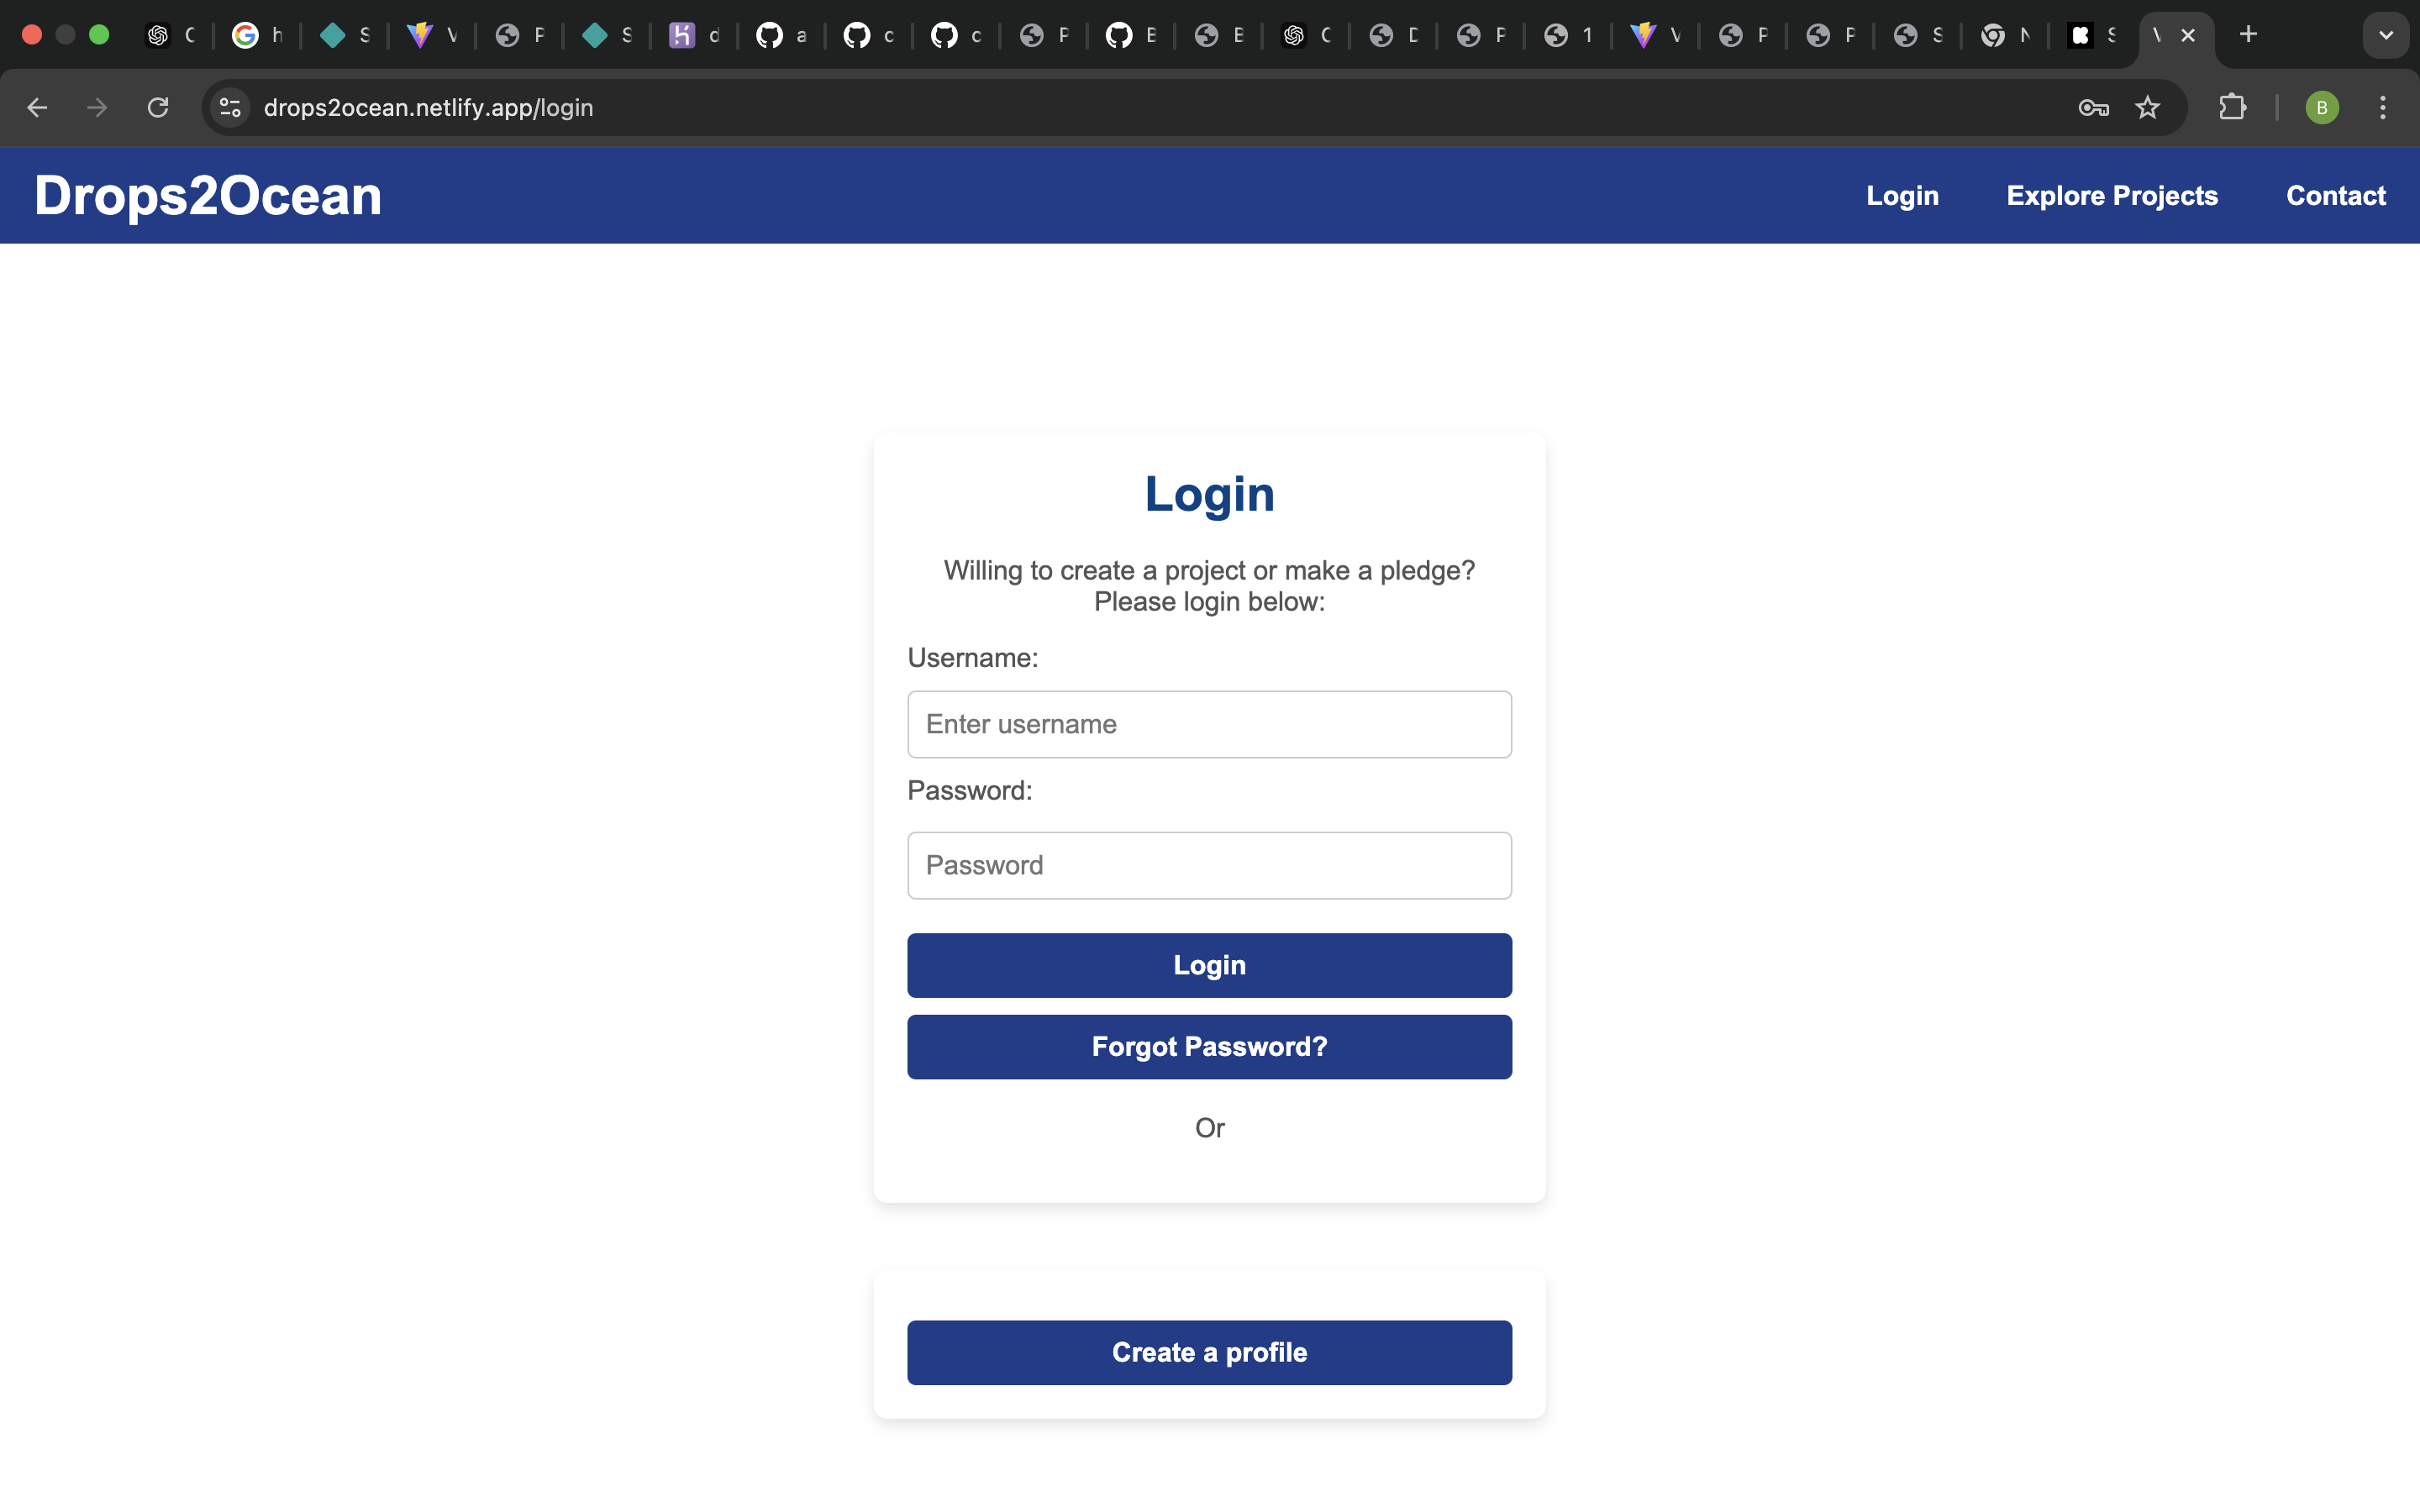 C
h
S
V
P
S
d
a
c
c
P
B
B
C
D
P
1
V
P
P
S
N
S
V
drops2ocean.netlify.app/login
B
Drops2Ocean
Login
Explore Projects
Contact
Login
Willing to create a project or make a pledge?
Please login below:
Username:
Enter username
Password:
Password
Login
Forgot Password?
Or
Create a profile